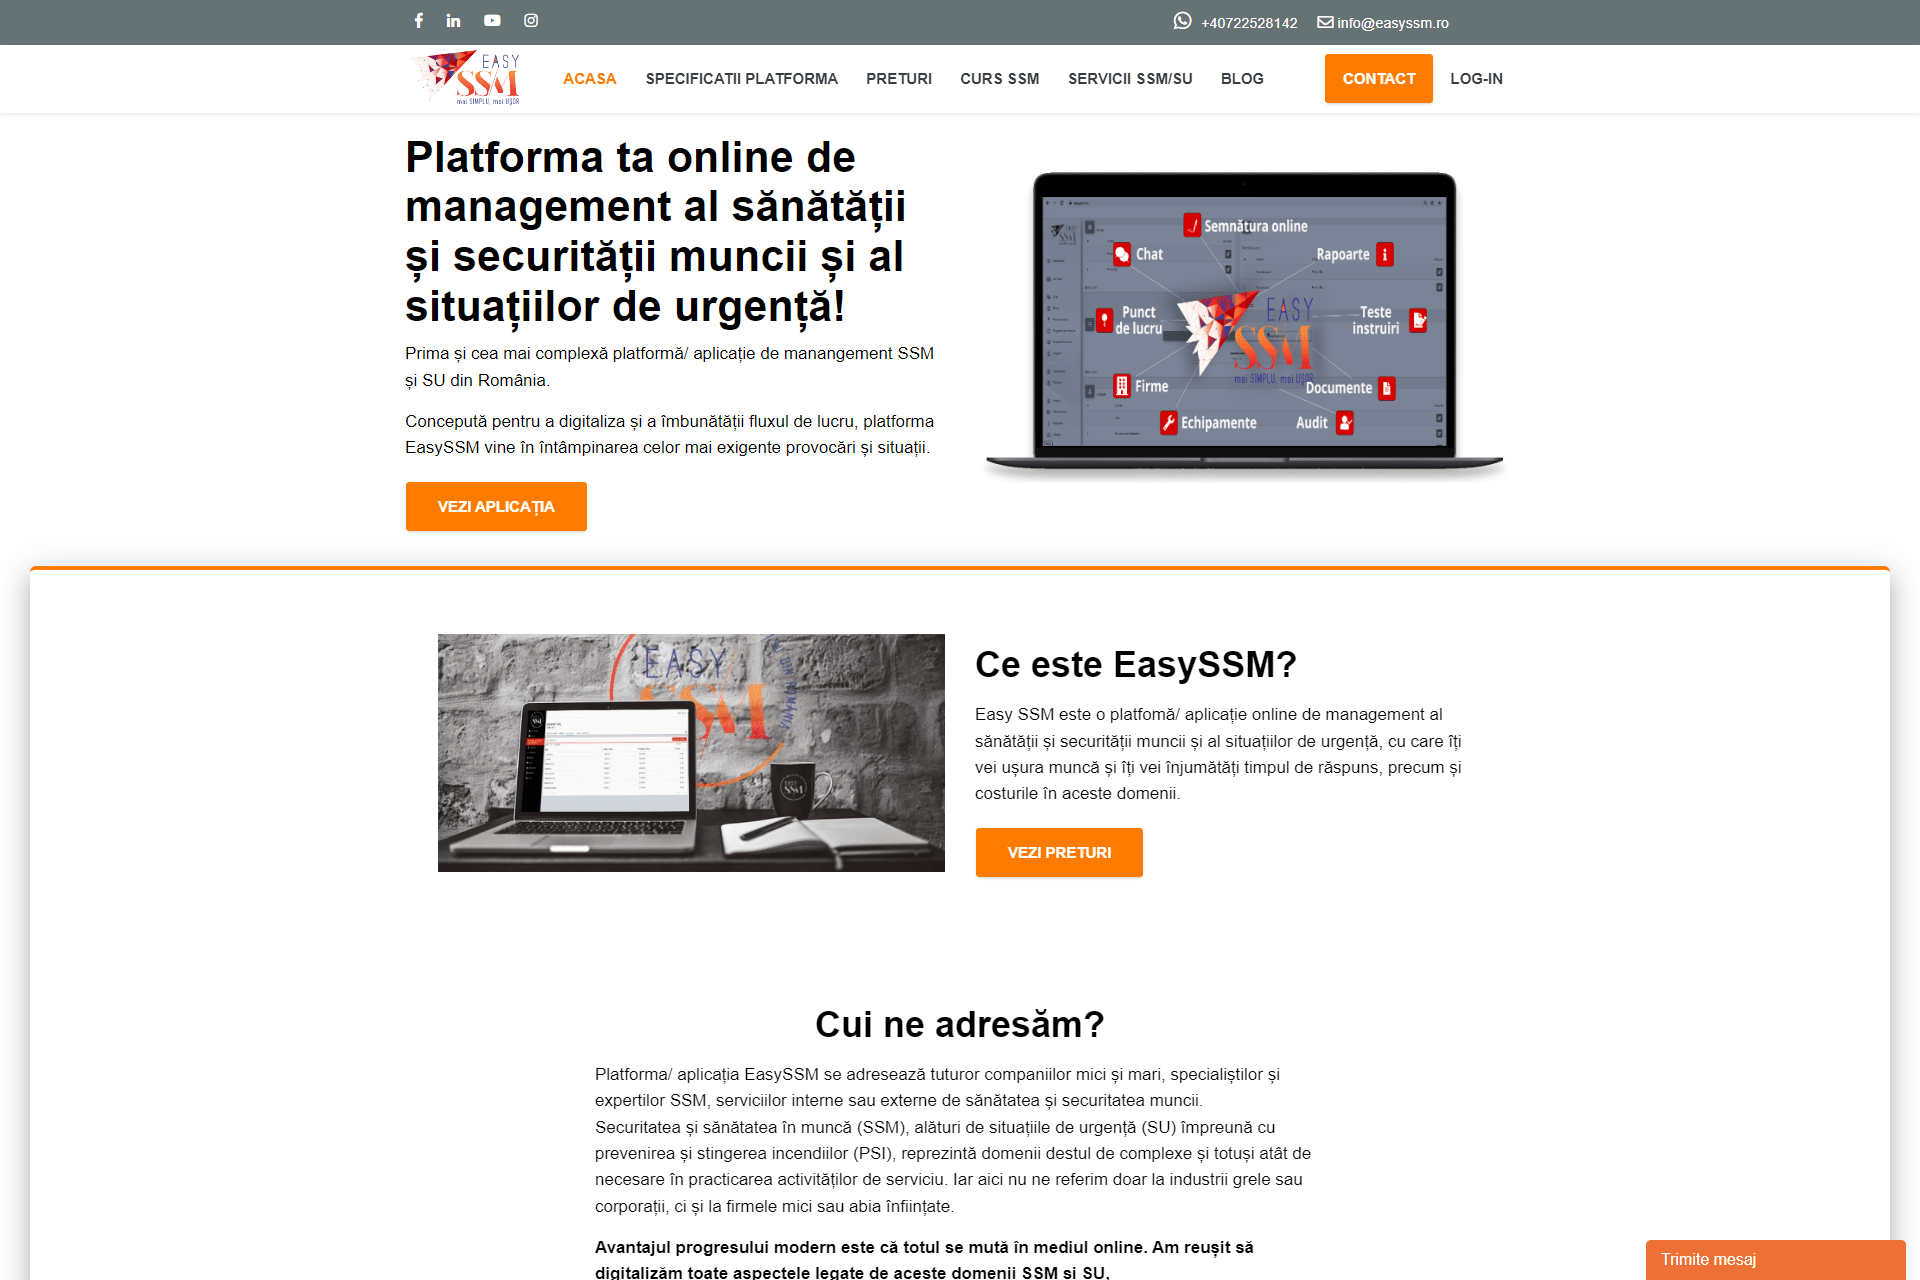 +40722528142 info@easyssm.ro
EASY
SSM
mai SIMPLU, mai UȘOR
ACASA SPECIFICATII PLATFORMA PRETURI CURS SSM SERVICII SSM/SU BLOG CONTACT LOG-IN
Platforma ta online de
management al sănătății
și securității muncii și al
situațiilor de urgență!
Prima și cea mai complexă platformă/ aplicație de manangement SSM
și SU din România.
Concepută pentru a digitaliza și a îmbunătății fluxul de lucru, platforma
EasySSM vine în întâmpinarea celor mai exigente provocări și situații.
VEZI APLICAȚIA
Semnătura online
Chat
Rapoarte
Punct
de lucru
Teste
instruiri
EASY
SSM
mai SIMPLU, mai UȘOR
Firme
Documente
Echipamente
Audit
EASY
SSM
DIN ROMANIA
Ce este EasySSM?
Easy SSM este o platfomă/ aplicație online de management al
sănătății și securității muncii și al situațiilor de urgență, cu care îți
vei ușura muncă și îți vei înjumătăți timpul de răspuns, precum și
costurile în aceste domenii.
VEZI PRETURI
Cui ne adresăm?
Platforma/ aplicația EasySSM se adresează tuturor companiilor mici și mari, specialiștilor și
expertilor SSM, serviciilor interne sau externe de sănătatea și securitatea muncii.
Securitatea și sănătatea în muncă (SSM), alături de situațiile de urgență (SU) împreună cu
prevenirea și stingerea incendiilor (PSI), reprezintă domenii destul de complexe și totuși atât de
necesare în practicarea activităților de serviciu. Iar aici nu ne referim doar la industrii grele sau
corporații, ci și la firmele mici sau abia înființate.
Avantajul progresului modern este că totul se mută în mediul online. Am reușit să
digitalizăm toate aspectele legate de aceste domenii SSM si SU,
Trimite mesaj